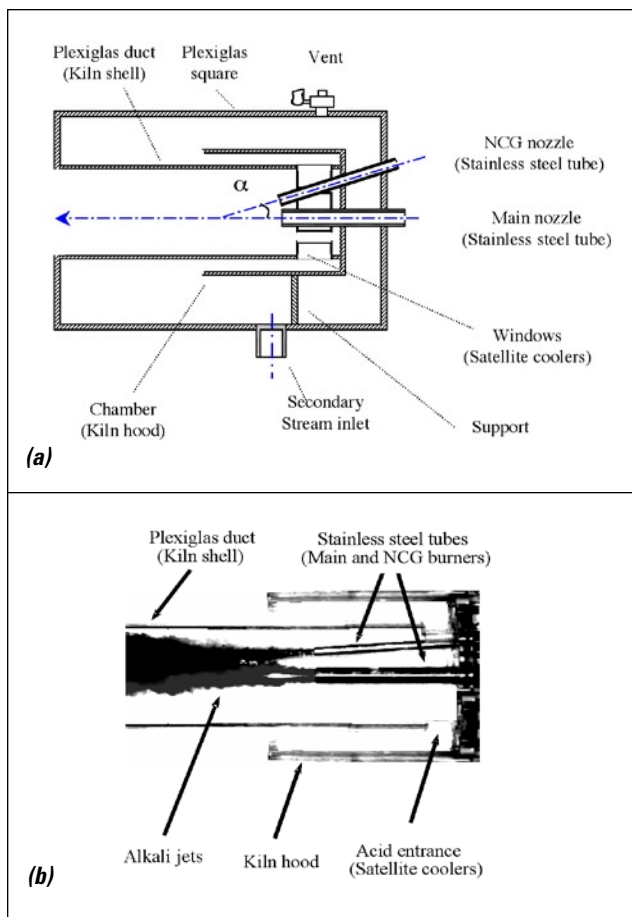 Plexiglas duct
(Kiln shell)
Plexiglas
square
Vent
NCG nozzle
(Stainless steel tube)
α
Main nozzle
(Stainless steel tube)
Windows
(Satellite coolers)
Secondary
Stream inlet
Support
Chamber
(Kiln hood)
(a)
Plexiglas duct
(Kiln shell)
Stainless steel tubes
(Main and NCG burners)
Alkali jets
Kiln hood
Acid entrance
(Satellite coolers)
(b)